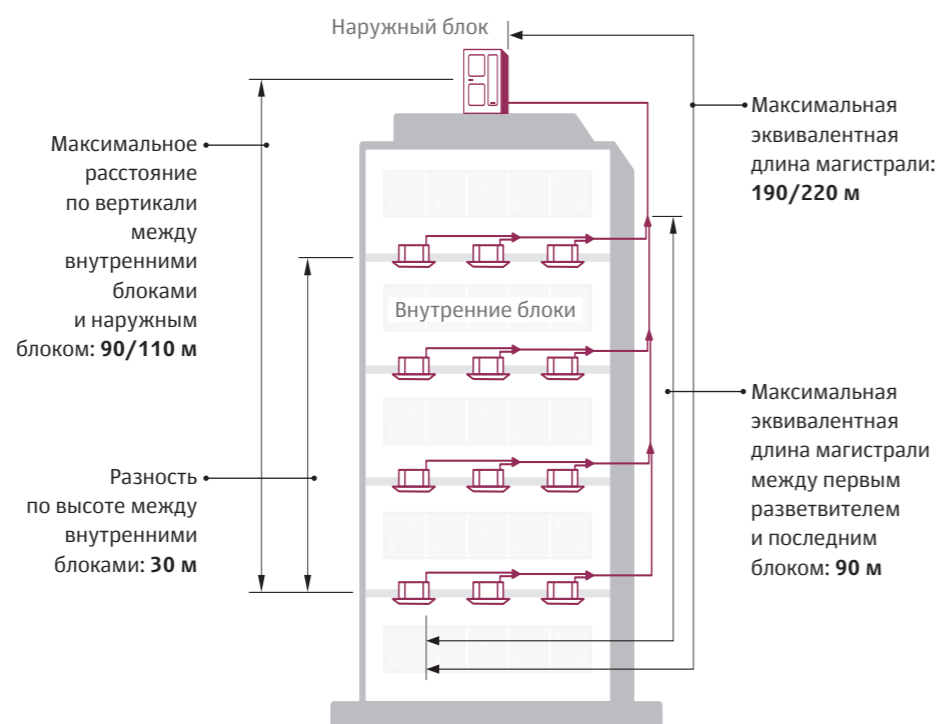 Наружный блок
Максимальное
расстояние
по вертикали
между
внутренними
блоками
и наружным
блоком: 90/110 м
Разность
по высоте между
внутренними
блоками: 30 м
Внутренние блоки
Максимальная
эквивалентная
длина магистрали:
190/220 м
Максимальная
эквивалентная
длина магистрали
между первым
разветвителем
и последним
блоком: 90 м